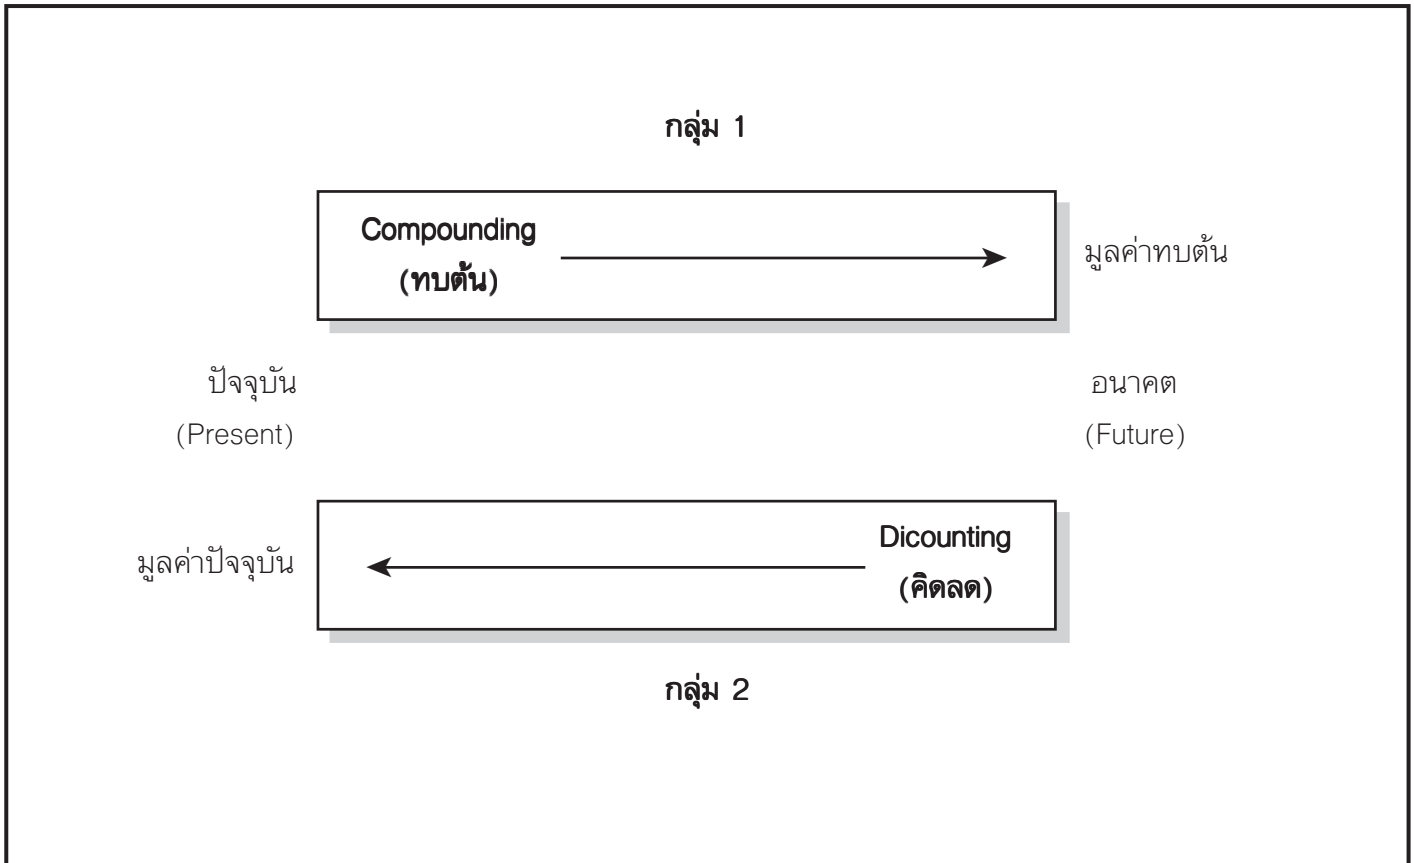 กลุ่ม 1
Compounding
(ทบต้น)
มูลค่าทบต้น
ปัจจุบัน
(Present)
อนาคต
(Future)
มูลค่าปัจจุบัน
Dicounting
(คิดลด)
กลุ่ม 2